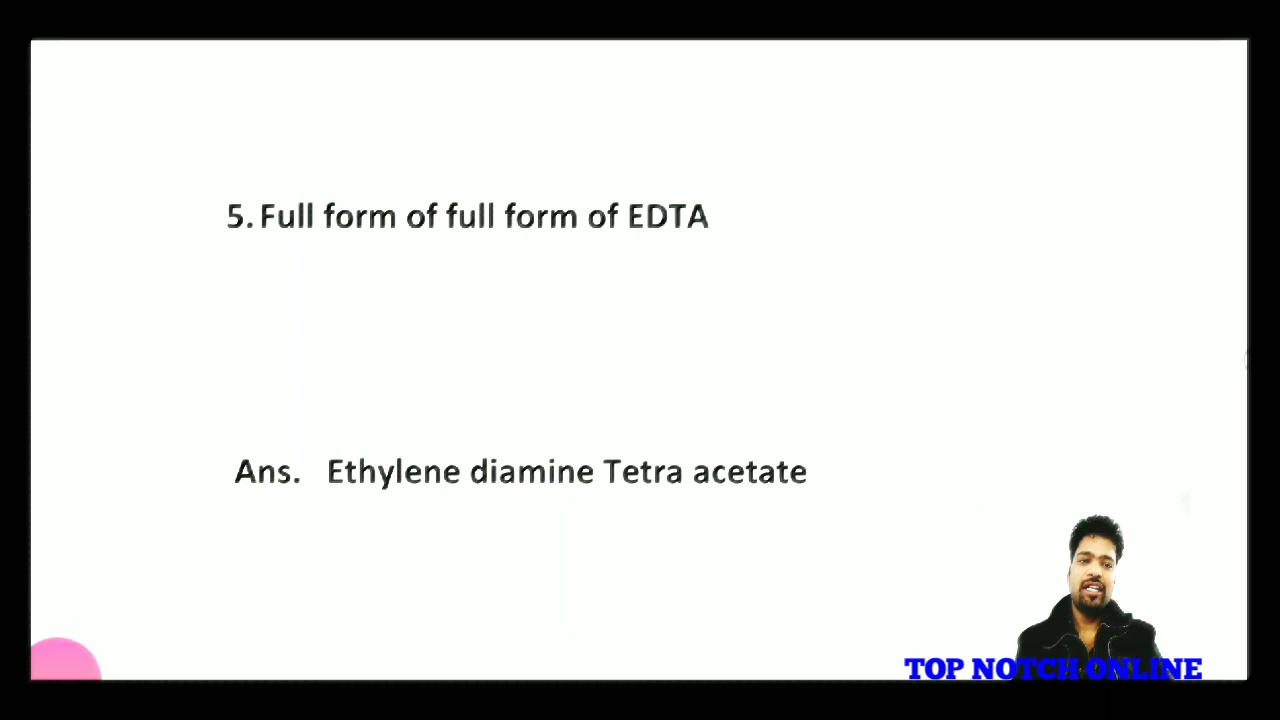 5. Full form of full form of EDTA
Ans. Ethylene diamine Tetra acetate
TOP NOTCH ONLINE